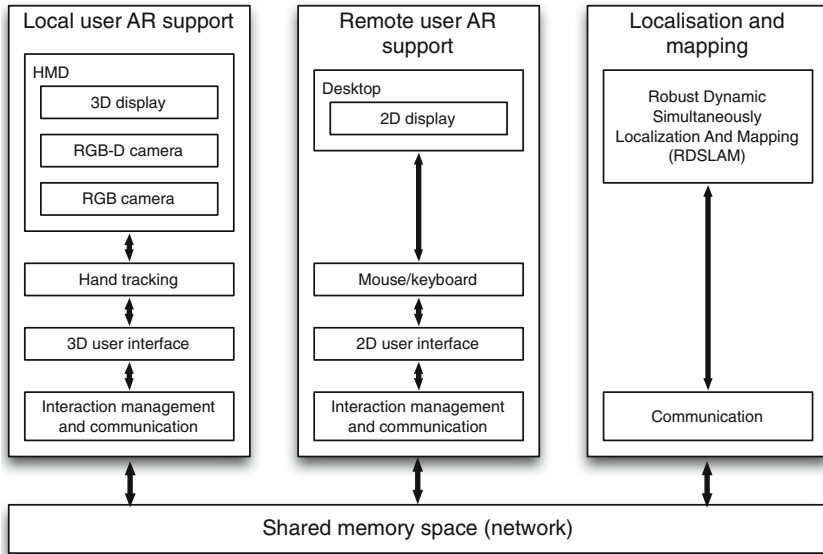 Local user AR support
HMD
3D display
RGB-D camera
RGB camera
Hand tracking
3D user interface
Interaction management
and communication
Remote user AR
support
Desktop
2D display
Mouse/keyboard
2D user interface
Interaction management
and communication
Localisation and
mapping
Robust Dynamic
Simultaneously
Localization And Mapping
(RDSLAM)
Communication
Shared memory space (network)